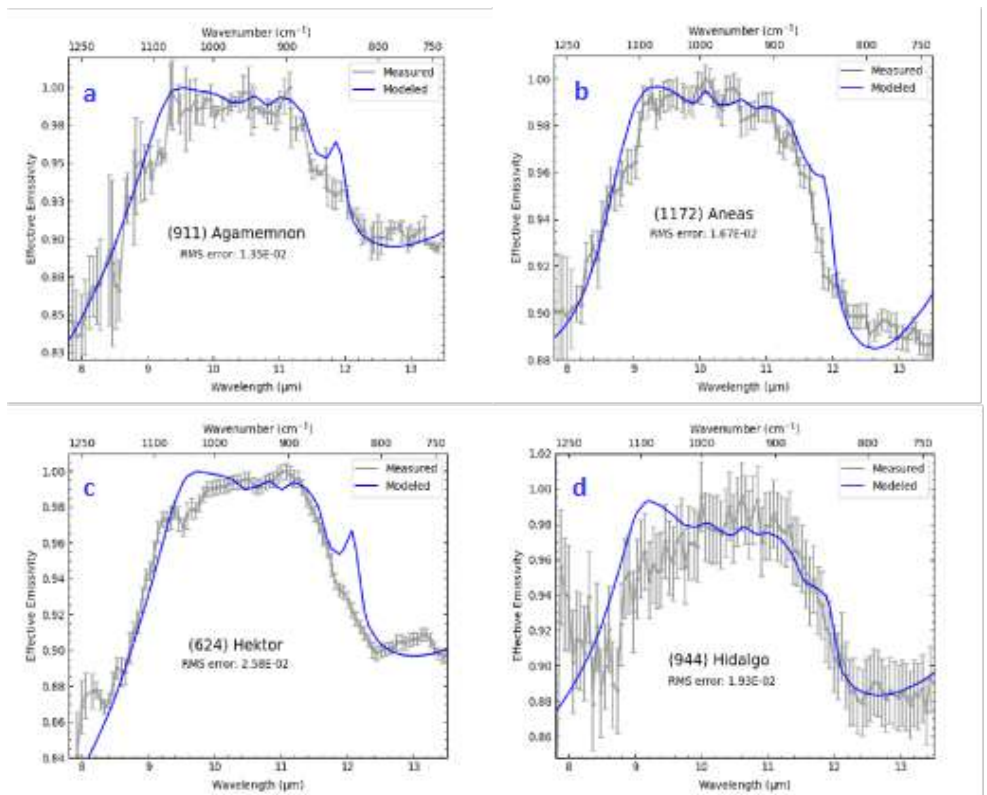 Wavenumber (cm⁻¹)
1250 1100 1000 900 800 750
a
Measured
Modeled
1.00
0.98
0.95
0.93
0.90
0.88
0.85
0.83
Effective Emissivity
(911) Agamemnon
RMS error: 1.35E-02
8 9 10 11 12 13
Wavelength (μm)
Wavenumber (cm⁻¹)
1250 1100 1000 900 800 750
b
Measured
Modeled
1.00
0.98
0.96
0.94
0.92
0.90
0.88
Effective Emissivity
(1172) Aneas
RMS error: 1.67E-02
8 9 10 11 12 13
Wavelength (μm)
Wavenumber (cm⁻¹)
1250 1100 1000 900 800 750
c
Measured
Modeled
1.00
0.98
0.96
0.94
0.92
0.90
0.88
0.86
0.84
Effective Emissivity
(624) Hektor
RMS error: 2.58E-02
8 9 10 11 12 13
Wavelength (μm)
Wavenumber (cm⁻¹)
1250 1100 1000 900 800 750
d
Measured
Modeled
1.02
1.00
0.98
0.96
0.94
0.92
0.90
0.88
0.86
Effective Emissivity
(944) Hidalgo
RMS error: 1.93E-02
8 9 10 11 12 13
Wavelength (μm)